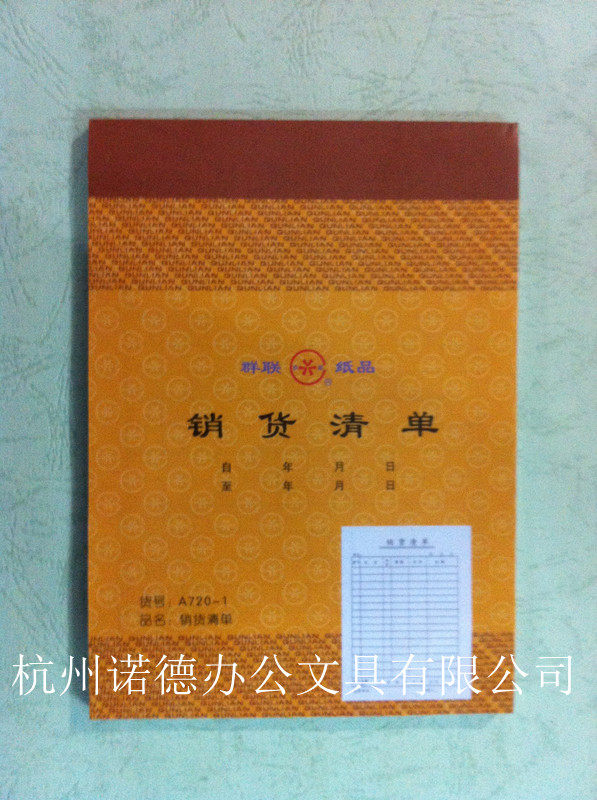 QUNLIAN QUNLIAN QUNLIAN QUNLIAN QUNLIAN QUNLIAN
群联 纸品
销货清单
自 年 月 日
至 年 月 日
销货清单
货号：A720-1
品名：销货清单
杭州诺德办公文具有限公司